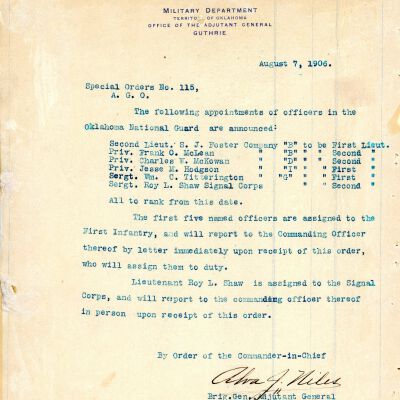 MILITARY DEPARTMENT
TERRITORY OF OKLAHOMA
OFFICE OF THE ADJUTANT GENERAL
GUTHRIE
August 7, 1906.
Special Orders No. 115,
A. G. O.
The following appointments of officers in the
Oklahoma National Guard are announced:
Second Lieut. S. J. Foster Company "B" to be First Lieut.
Priv. Frank O. McLean " "B" " " Second "
Priv. Charles W. McKowan " "D" " " Second "
Priv. Jesse M. Hodgson " "I" " " First "
Sergt. Wm. C. Titterington " "G" " " First "
Sergt. Roy L. Shaw Signal Corps " " Second "
All to rank from this date.
The first five named officers are assigned to the
First Infantry, and will report to the Commanding Officer
thereof by letter immediately upon receipt of this order,
who will assign them to duty.
Lieutenant Roy L. Shaw is assigned to the Signal
Corps, and will report to the commanding officer thereof
in person upon receipt of this order.
By Order of the Commander-in-Chief
Alva J. Niles
Brig.Gen. Adjutant General